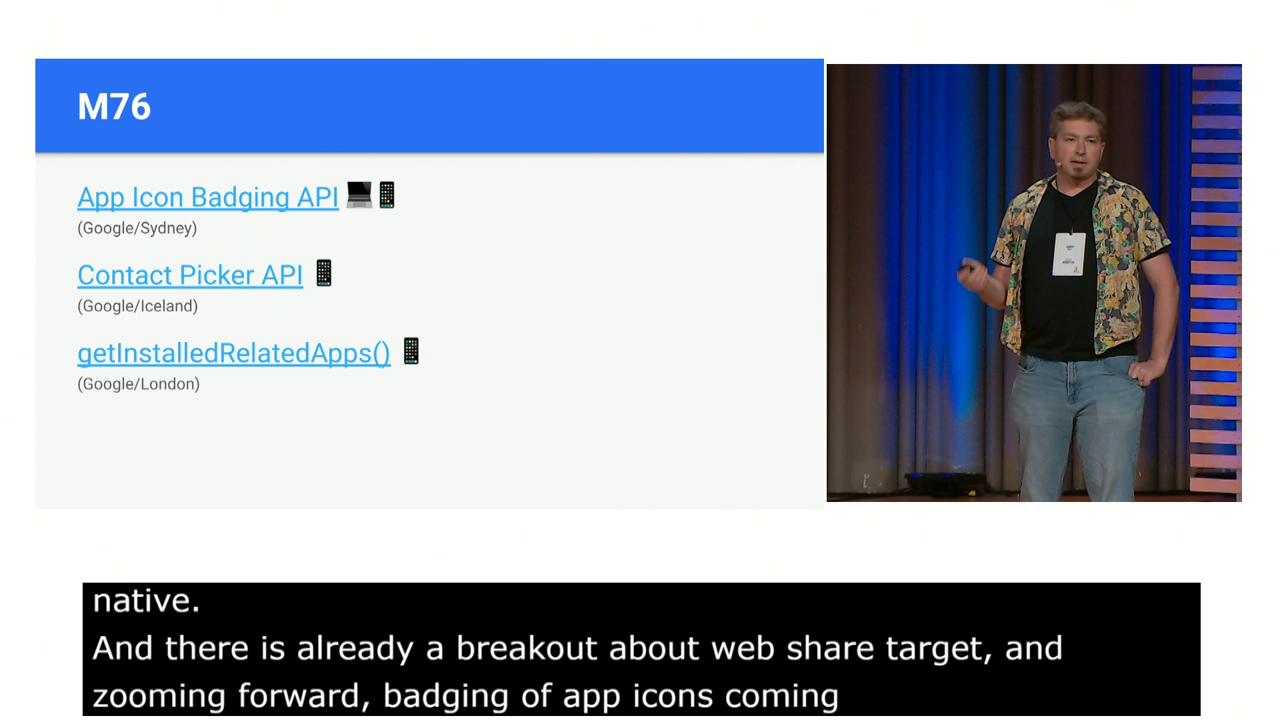 M76
App Icon Badging API
(Google/Sydney)
Contact Picker API
(Google/Iceland)
getInstalledRelatedApps()
(Google/London)
native.
And there is already a breakout about web share target, and
zooming forward, badging of app icons coming